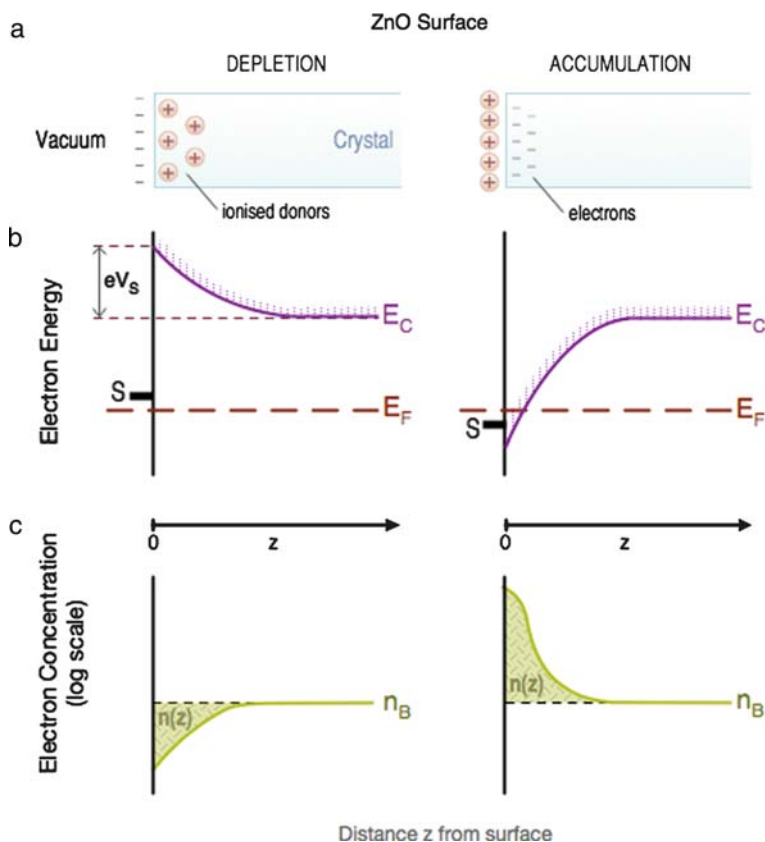 a
ZnO Surface
DEPLETION
ACCUMULATION
Vacuum
Crystal
ionised donors
electrons
b
Electron Energy
eVS
EC
S
EF
EC
S
EF
c
0
z
0
z
Electron Concentration
(log scale)
n(z)
nB
n(z)
nB
Distance z from surface